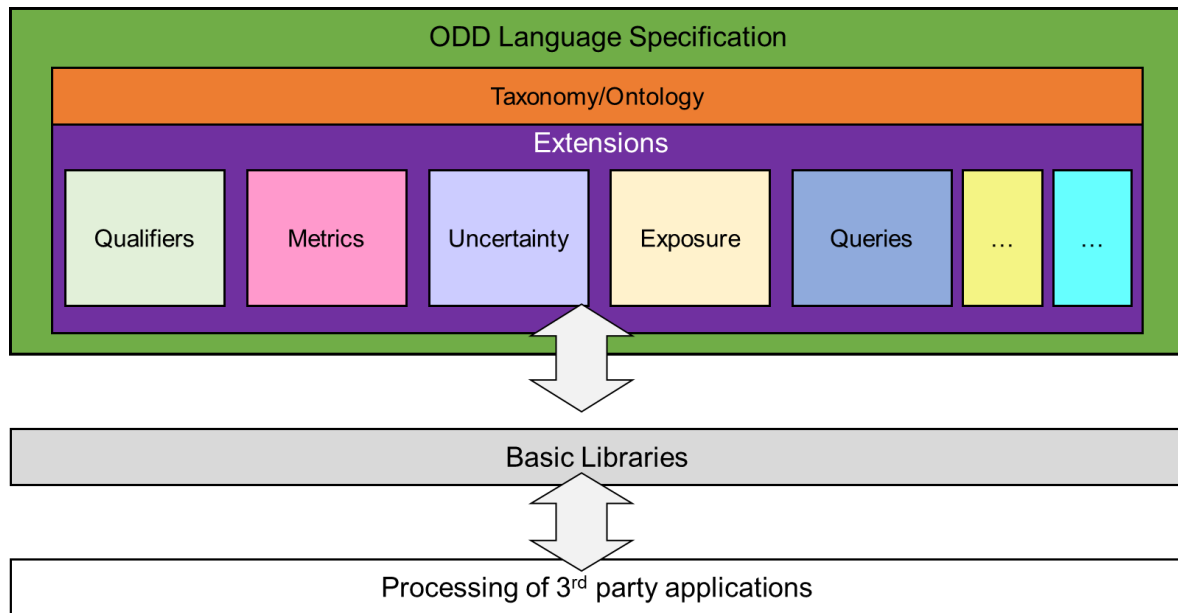 ODD Language Specification
Taxonomy/Ontology
Extensions
Qualifiers
Metrics
Uncertainty
Exposure
Queries
…
…
Basic Libraries
Processing of 3rd party applications